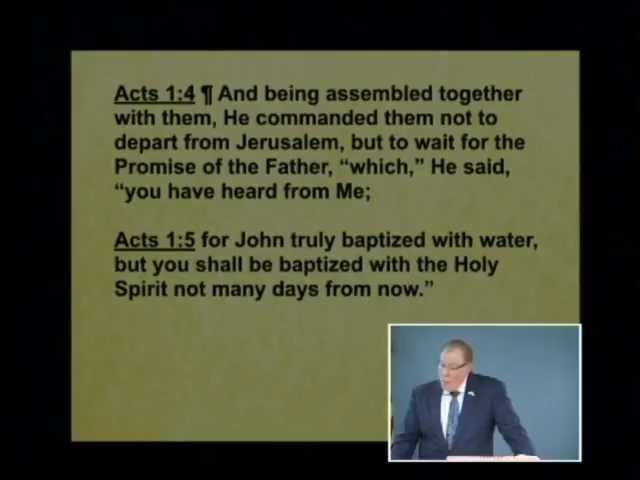 Acts 1:4 ¶ And being assembled together
with them, He commanded them not to
depart from Jerusalem, but to wait for the
Promise of the Father, “which,” He said,
“you have heard from Me;
Acts 1:5 for John truly baptized with water,
but you shall be baptized with the Holy
Spirit not many days from now.”